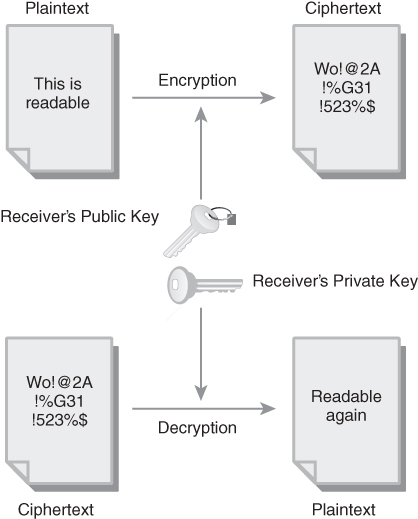 Plaintext
Ciphertext
This is
readable
Encryption
Wo!@2A
!%G31
!523%$
Receiver's Public Key
Receiver's Private Key
Wo!@2A
!%G31
!523%$
Decryption
Readable
again
Ciphertext
Plaintext